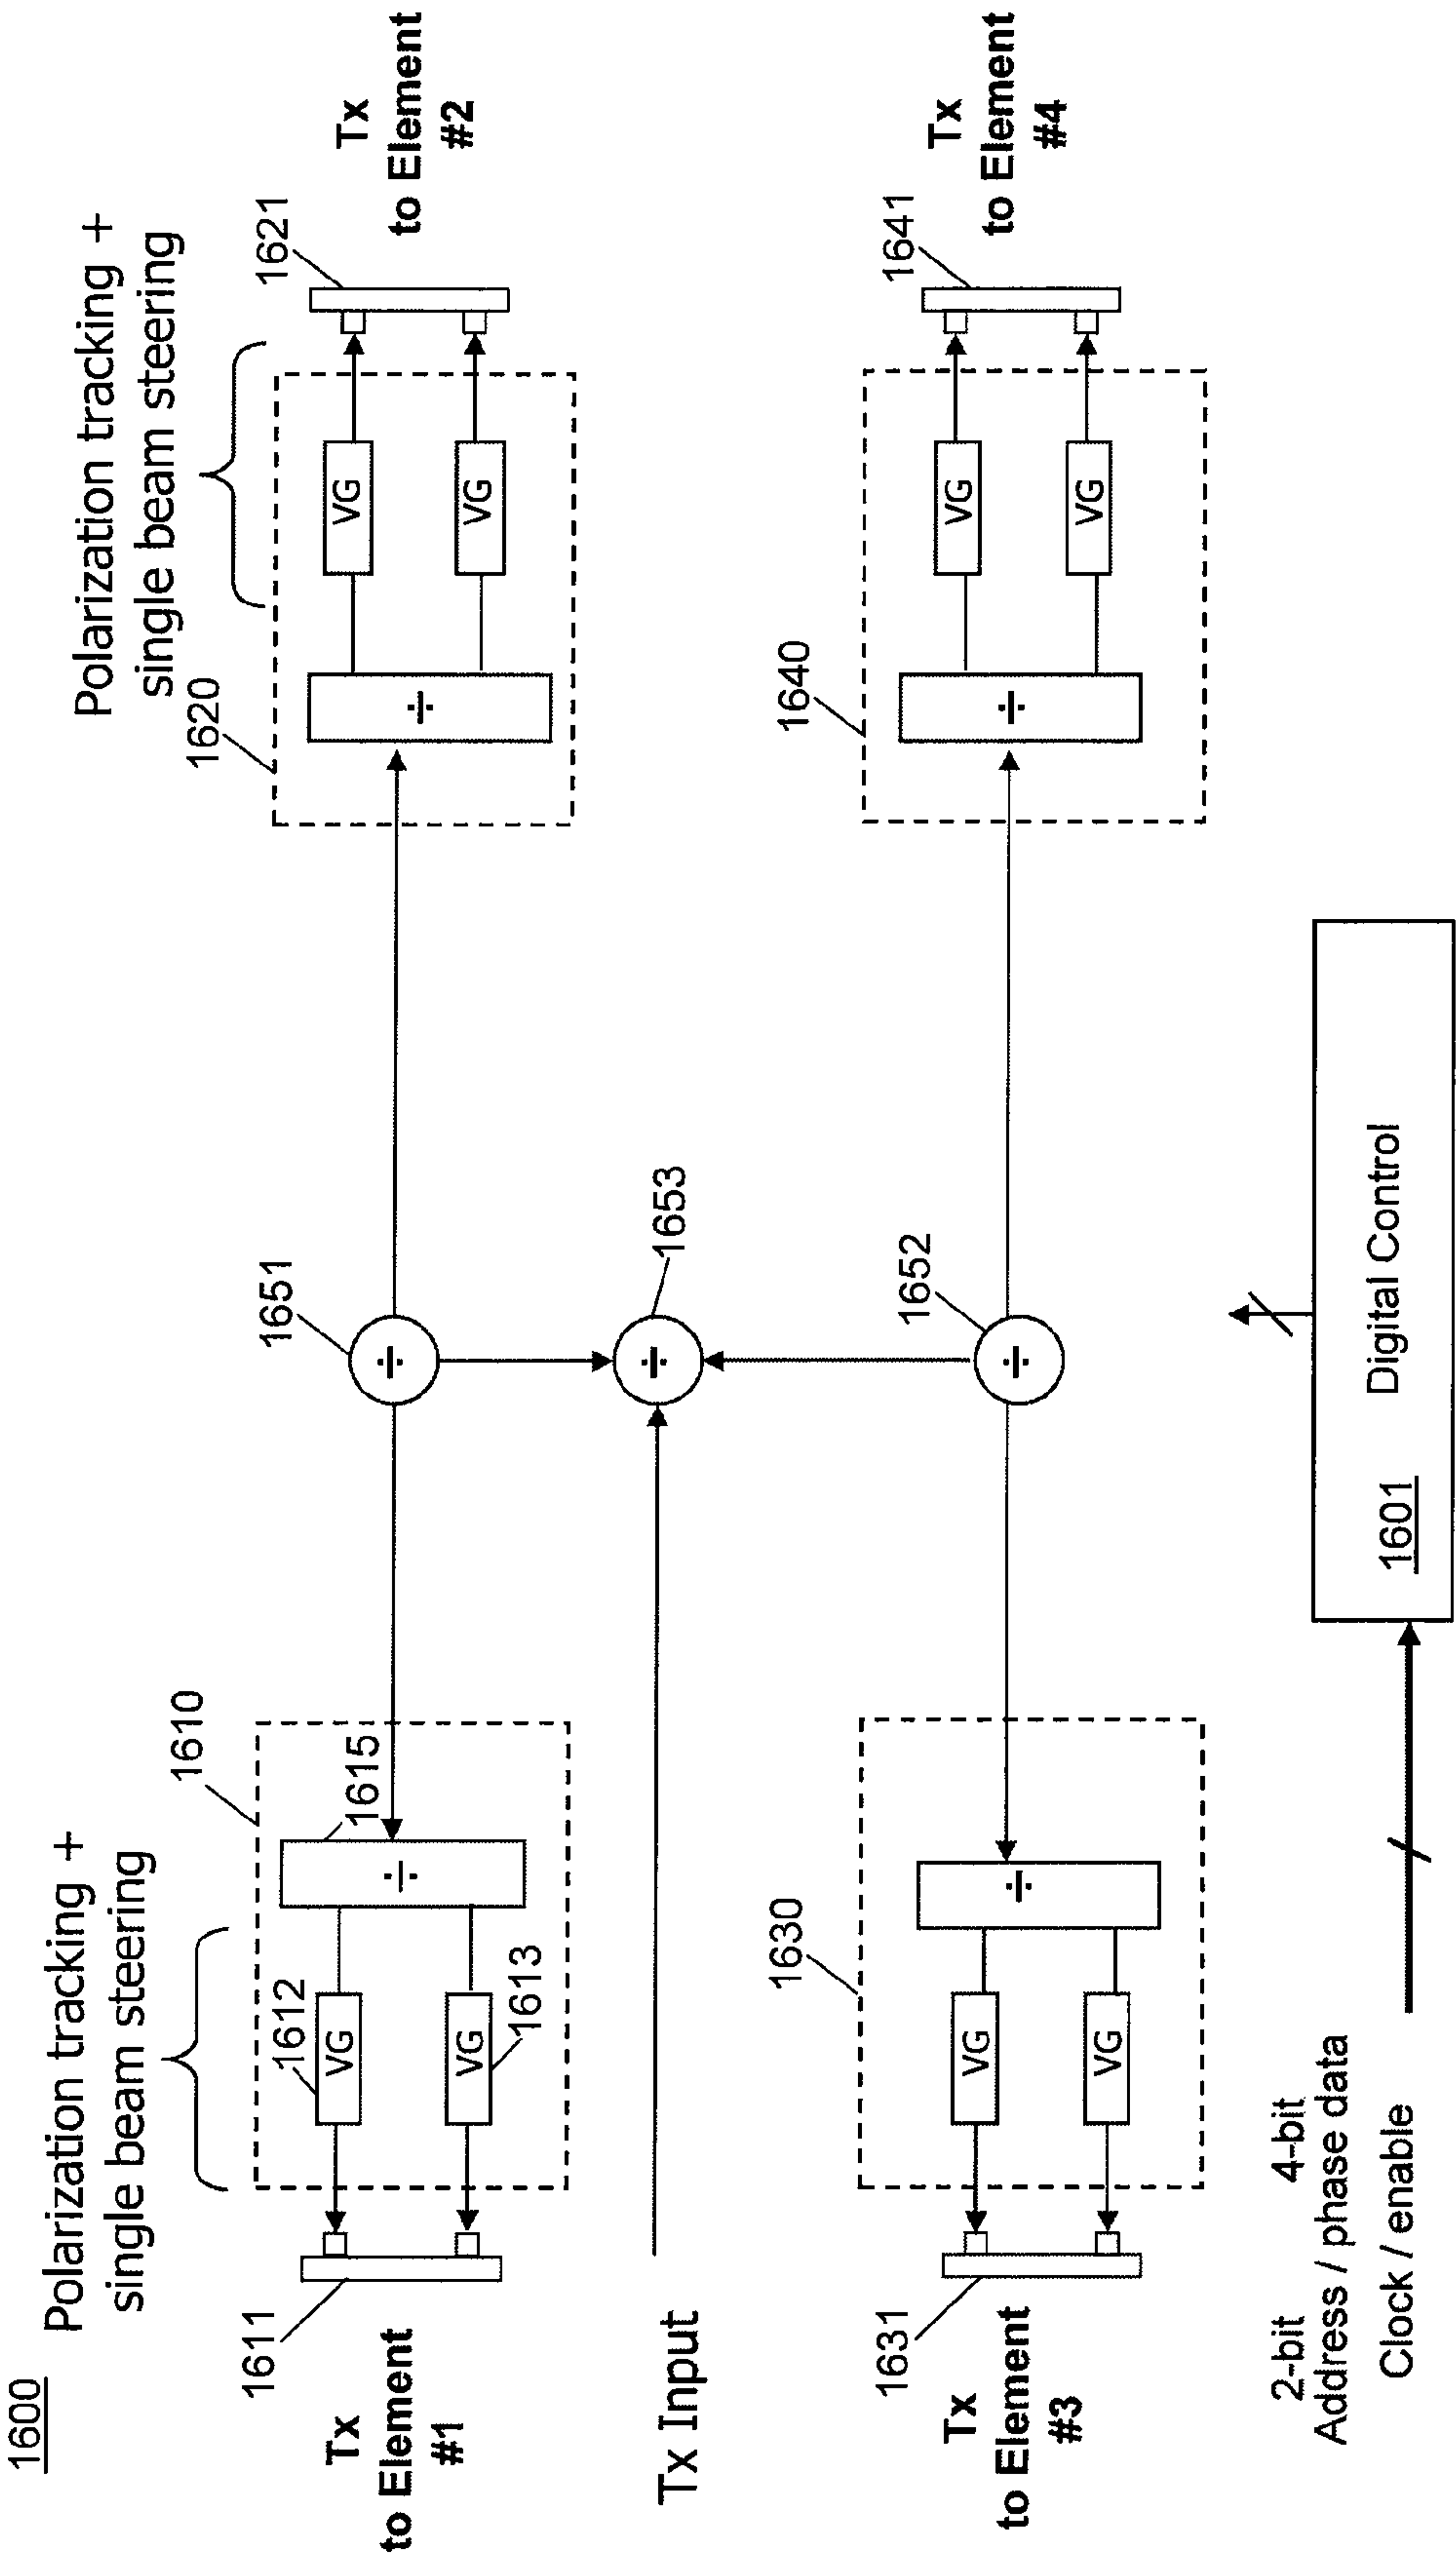 1600
Polarization tracking +
single beam steering
1610
1611
1612
VG
1613
VG
1615
÷
Tx
to Element
#1
1651
÷
Polarization tracking +
single beam steering
1620
÷
VG
VG
1621
Tx
to Element
#2
Tx Input
1653
÷
1630
1631
VG
VG
÷
Tx
to Element
#3
1652
÷
1640
÷
VG
VG
1641
Tx
to Element
#4
2-bit 4-bit
Address / phase data
Clock / enable
1601 Digital Control